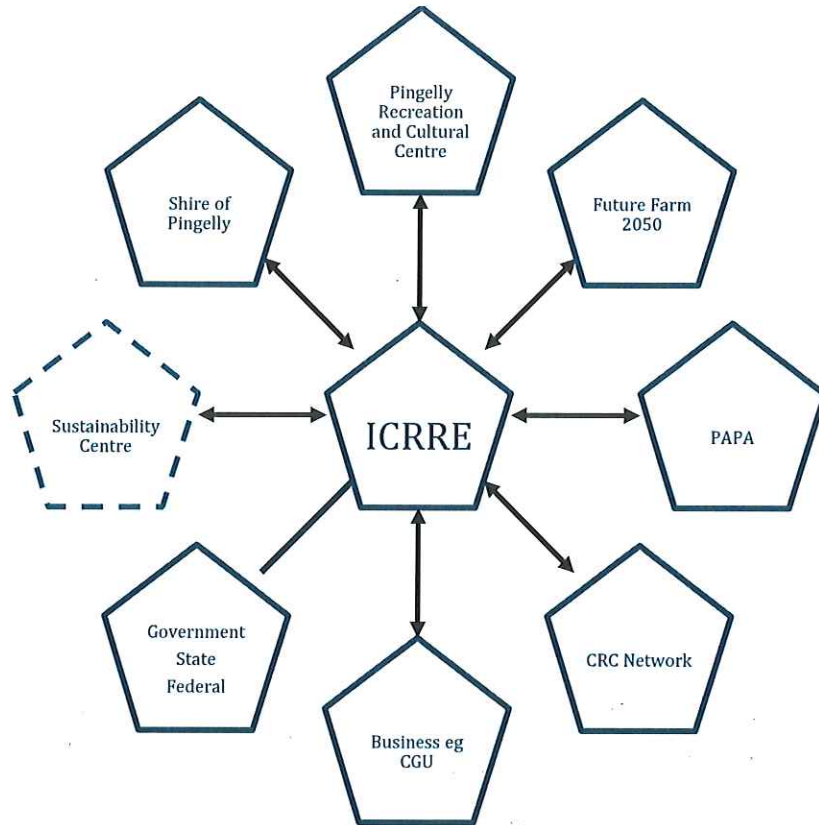 Pingelly
Recreation
and Cultural
Centre
Shire of
Pingelly
Future Farm
2050
Sustainability
Centre
ICRRE
PAPA
Government
State
Federal
CRC Network
Business eg
CGU